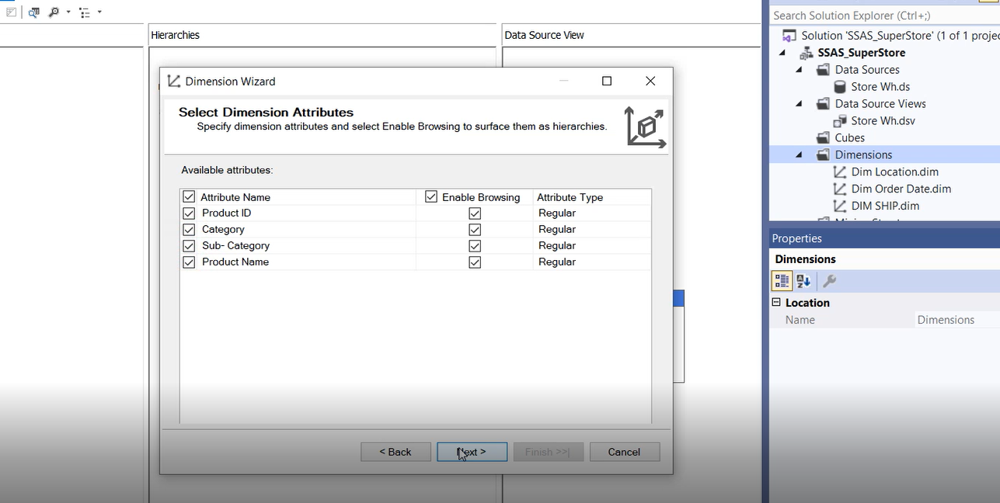 Hierarchies
Data Source View
Dimension Wizard
Select Dimension Attributes
Specify dimension attributes and select Enable Browsing to surface them as hierarchies.
Available attributes:
Attribute Name Enable Browsing Attribute Type
Product ID Regular
Category Regular
Sub- Category Regular
Product Name Regular
< Back Next > Finish >>| Cancel
Search Solution Explorer (Ctrl+;)
Solution 'SSAS_SuperStore' (1 of 1 projec
SSAS_SuperStore
Data Sources
Store Wh.ds
Data Source Views
Store Wh.dsv
Cubes
Dimensions
Dim Location.dim
Dim Order Date.dim
DIM SHIP.dim
Properties
Dimensions
Location
Name Dimensions